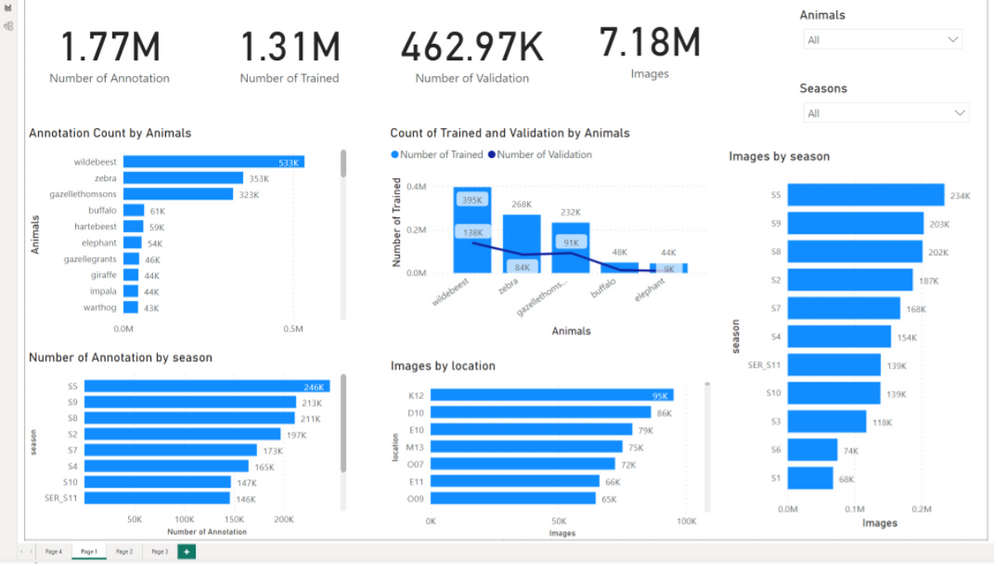 1.77M
Number of Annotation
1.31M
Number of Trained
462.97K
Number of Validation
7.18M
Images
Animals
All
Seasons
All
Annotation Count by Animals
Animals
wildebeest 533K
zebra 353K
gazellethomsons 323K
buffalo 61K
hartebeest 59K
elephant 54K
gazellegrants 46K
giraffe 44K
impala 44K
warthog 43K
0.0M 0.5M
Count of Trained and Validation by Animals
Number of Trained Number of Validation
Number of Trained
0.4M
0.2M
0.0M
395K 268K 232K 48K 44K
138K 84K 91K 9K
wildebeest zebra gazellethoms... buffalo elephant
Animals
Images by season
season
S5 234K
S9 203K
S8 202K
S2 187K
S7 168K
S4 154K
SER_S11 139K
S10 139K
S3 118K
S6 74K
S1 68K
0.0M 0.1M 0.2M
Images
Number of Annotation by season
season
S5 246K
S9 213K
S8 211K
S2 197K
S7 173K
S4 165K
S10 147K
SER_S11 146K
50K 100K 150K 200K
Number of Annotation
Images by location
location
K12 95K
D10 86K
E10 79K
M13 75K
O07 72K
E11 66K
O09 65K
0K 50K 100K
Images
Page 4 Page 1 Page 2 Page 3 +